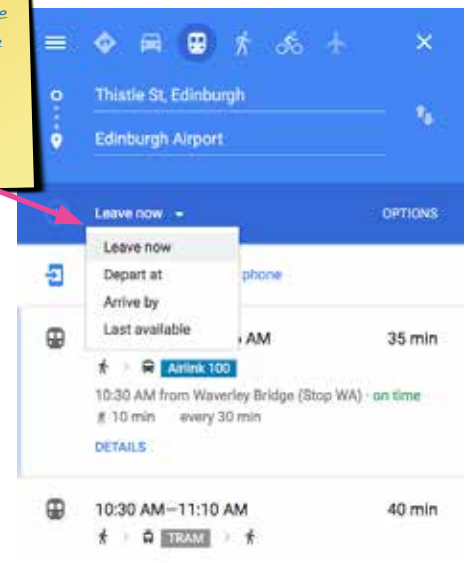 Thistle St, Edinburgh
Edinburgh Airport
Leave now
OPTIONS
Leave now
Depart at
Arrive by
Last available
phone
AM
35 min
Airlink 100
10:30 AM from Waverley Bridge (Stop WA) · on time
10 min every 30 min
DETAILS
10:30 AM–11:10 AM
40 min
TRAM